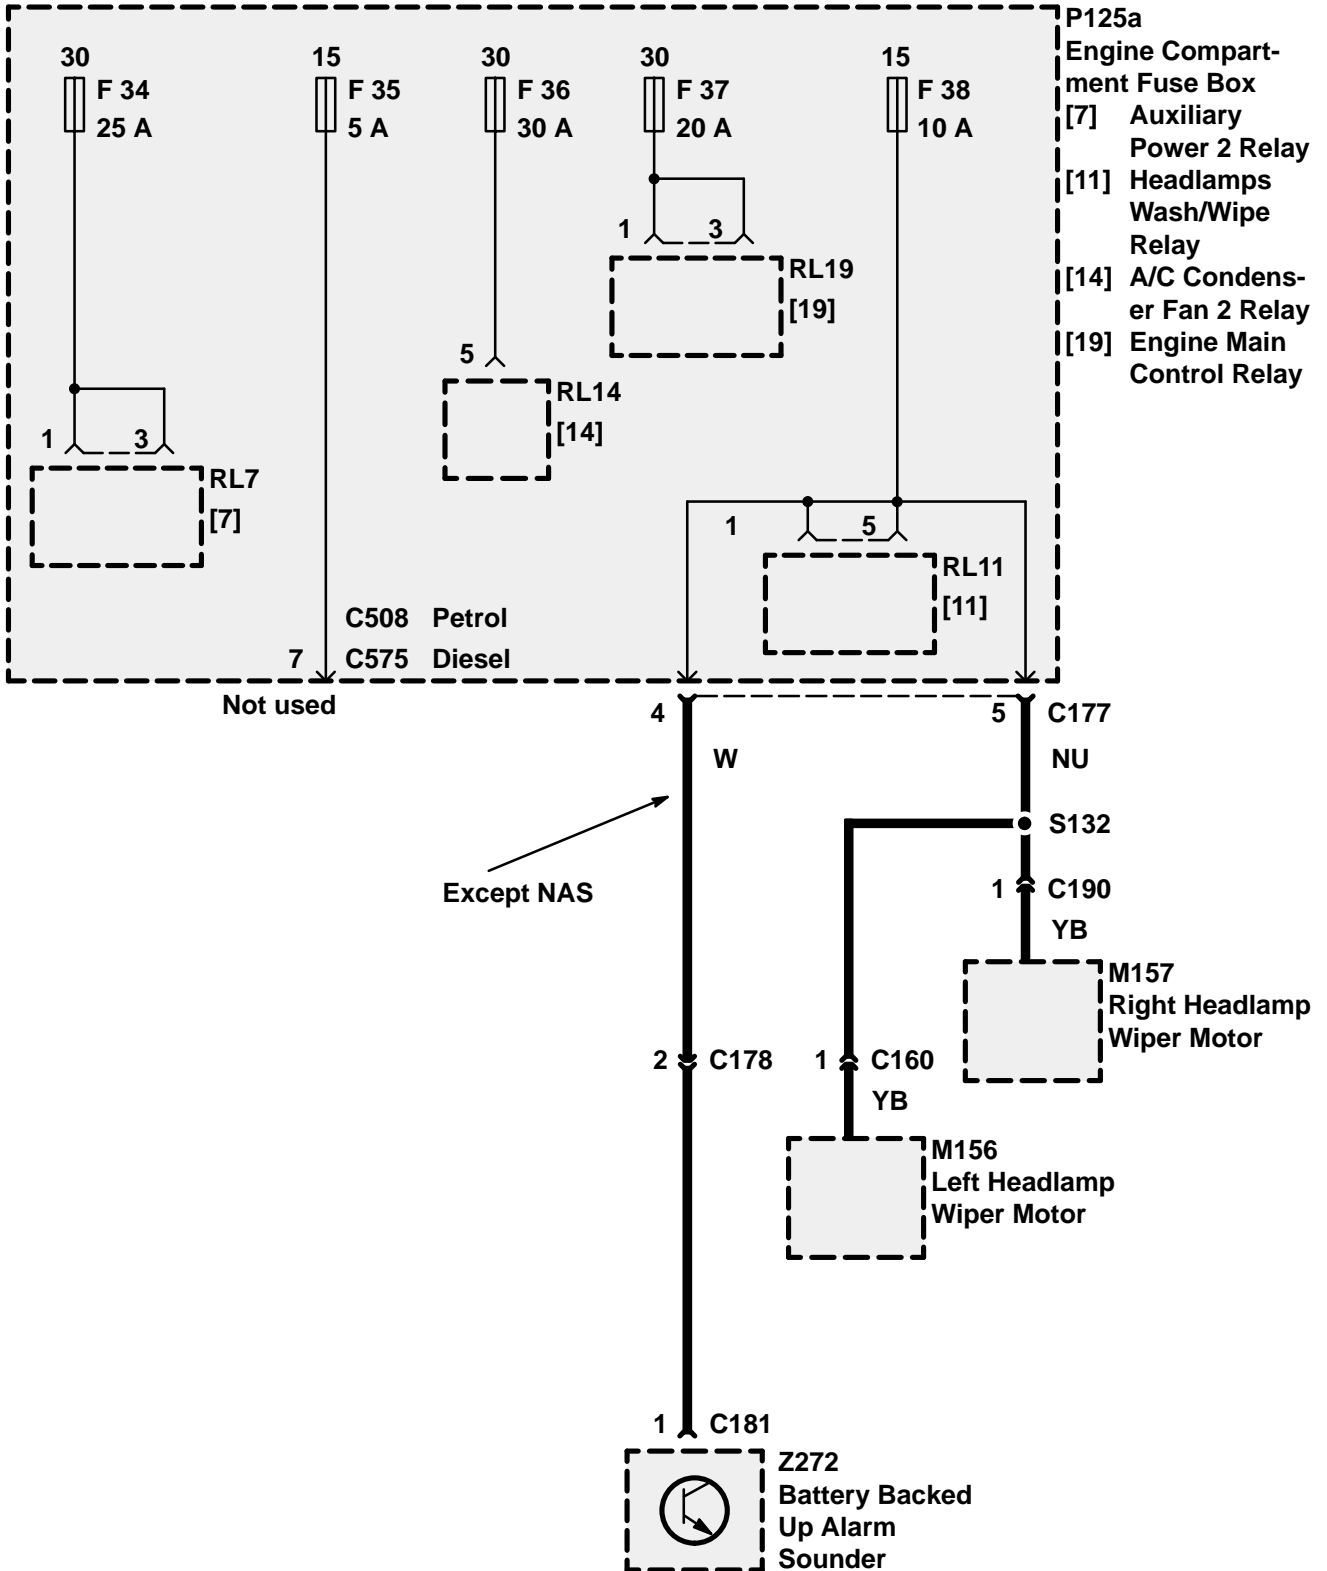 P125a
Engine Compart-
ment Fuse Box
[7] Auxiliary
Power 2 Relay
[11] Headlamps
Wash/Wipe
Relay
[14] A/C Condens-
er Fan 2 Relay
[19] Engine Main
Control Relay
30
F 34
25 A
15
F 35
5 A
30
F 36
30 A
30
F 37
20 A
15
F 38
10 A
1 3
RL19
[19]
5
RL14
[14]
1 3
RL7
[7]
1 5
RL11
[11]
C508 Petrol
7 C575 Diesel
Not used
4 5 C177
W NU
S132
Except NAS
1 C190
YB
M157
Right Headlamp
Wiper Motor
2 C178
1 C160
YB
M156
Left Headlamp
Wiper Motor
1 C181
Z272
Battery Backed
Up Alarm
Sounder